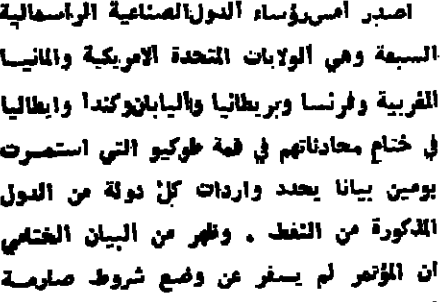 اصدر امس رؤساء الدول الصناعية الراسمالية
السبعة وهي الولايات المتحدة الامريكية والمانيا
الغربية وفرنسا وبريطانيا واليابان وكندا وايطاليا
في ختام محادثاتهم في قمة طوكيو التي استمرت
يومين بيانا يحدد واردات كل دولة من الدول
المذكورة من النفط . وظهر من البيان الختامي
ان المؤتمر لم يسفر عن وضع شروط صارمة